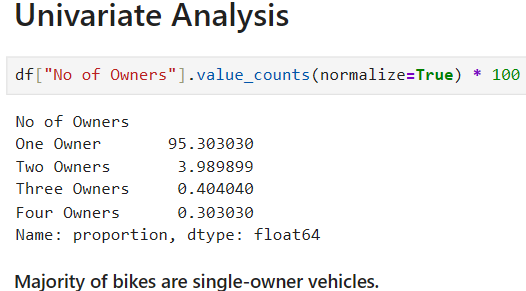 Univariate Analysis
df["No of Owners"].value_counts(normalize=True) * 100
No of Owners
One Owner 95.303030
Two Owners 3.989899
Three Owners 0.404040
Four Owners 0.303030
Name: proportion, dtype: float64
Majority of bikes are single-owner vehicles.